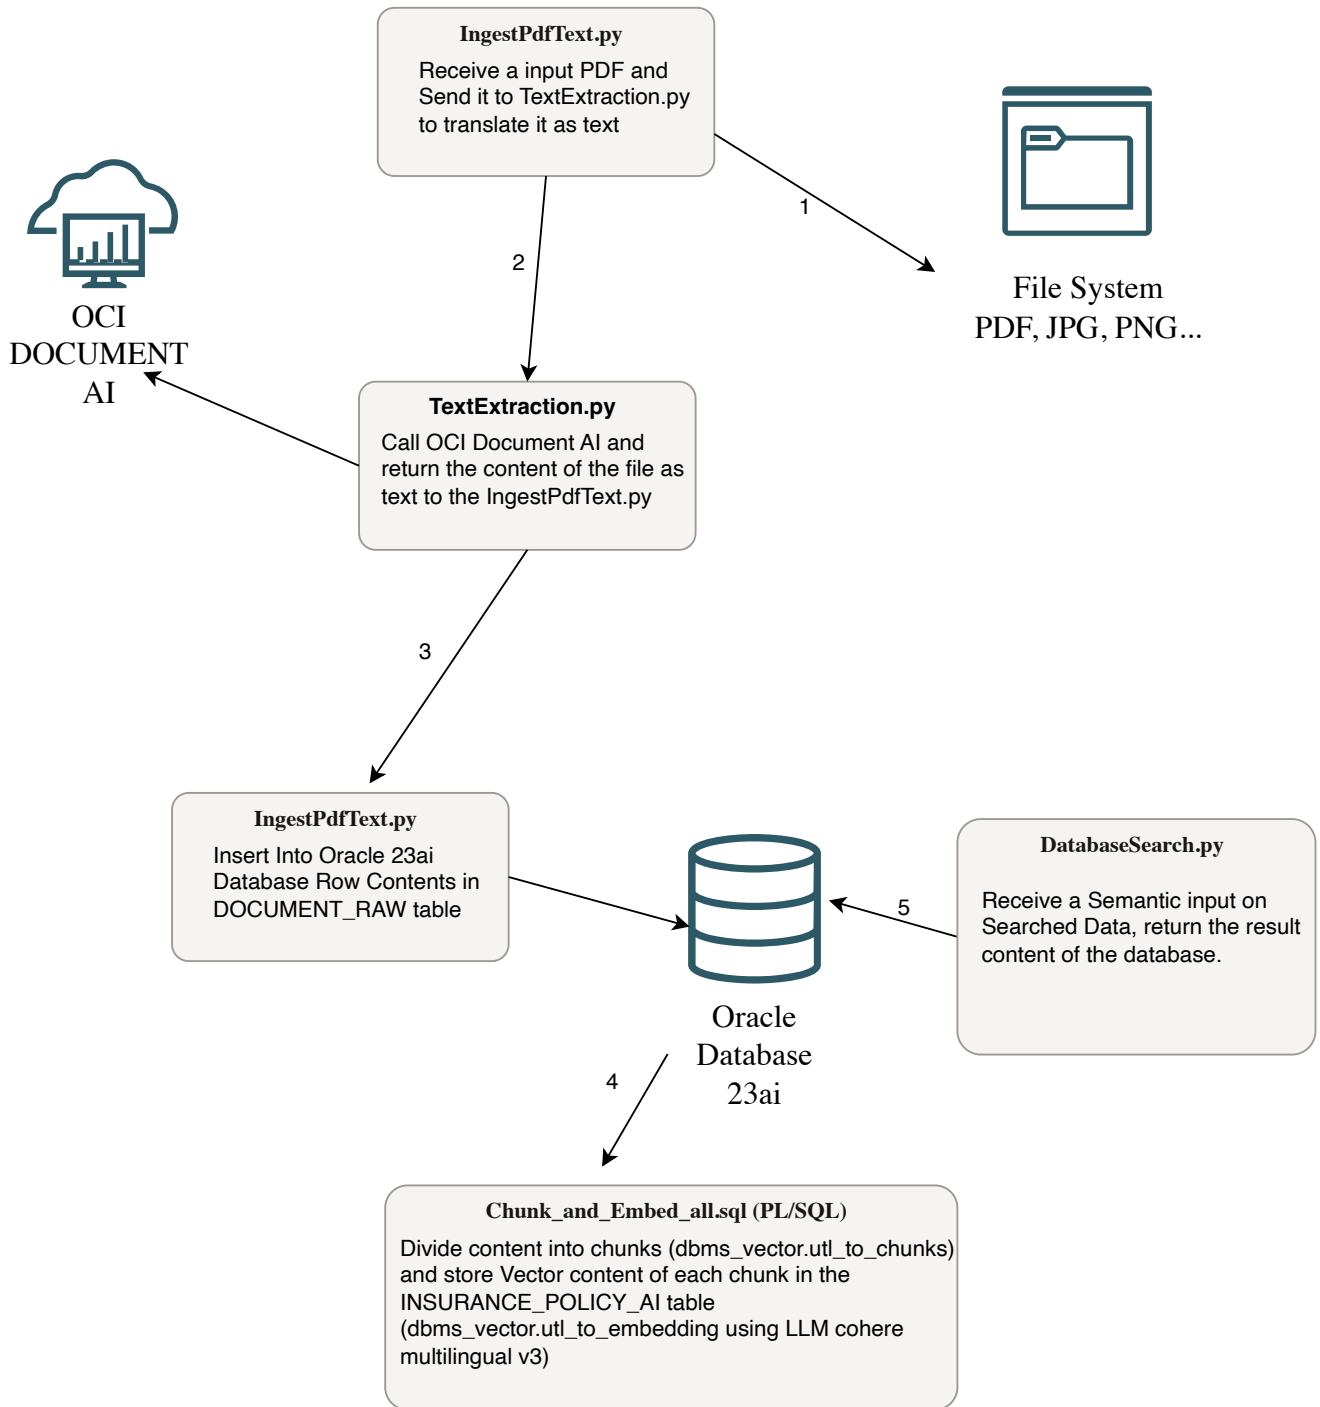 IngestPdfText.py
Receive a input PDF and
Send it to TextExtraction.py
to translate it as text
1
2
File System
PDF, JPG, PNG...
OCI
DOCUMENT
AI
TextExtraction.py
Call OCI Document AI and
return the content of the file as
text to the IngestPdfText.py
3
IngestPdfText.py
Insert Into Oracle 23ai
Database Row Contents in
DOCUMENT_RAW table
Oracle
Database
23ai
5
DatabaseSearch.py
Receive a Semantic input on
Searched Data, return the result
content of the database.
4
Chunk_and_Embed_all.sql (PL/SQL)
Divide content into chunks (dbms_vector.utl_to_chunks)
and store Vector content of each chunk in the
INSURANCE_POLICY_AI table
(dbms_vector.utl_to_embedding using LLM cohere
multilingual v3)